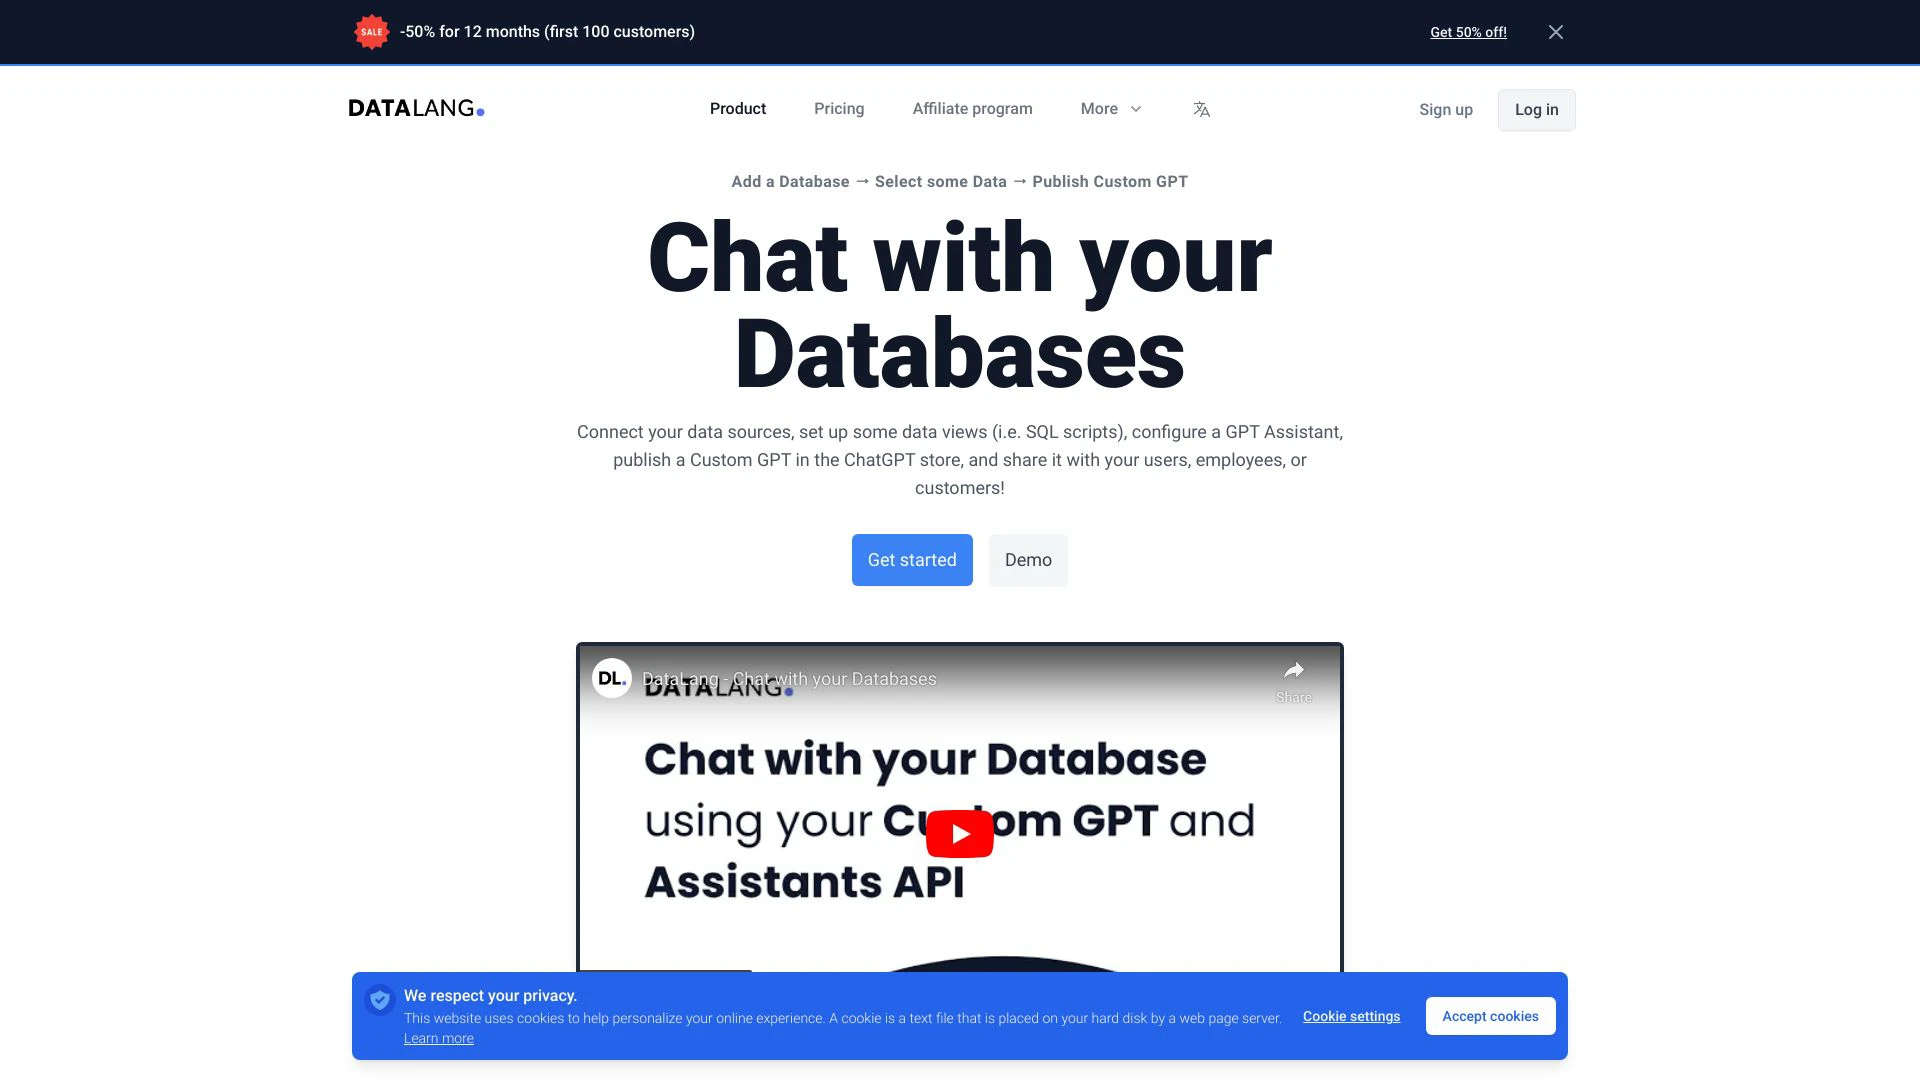 SALE -50% for 12 months (first 100 customers) Get 50% off!
DATALANG. Product Pricing Affiliate program More Sign up Log in
Add a Database → Select some Data → Publish Custom GPT
Chat with your
Databases
Connect your data sources, set up some data views (i.e. SQL scripts), configure a GPT Assistant,
publish a Custom GPT in the ChatGPT store, and share it with your users, employees, or
customers!
Get started Demo
DL. DataLang - Chat with your Databases Share
DATALANG.
Chat with your Database
using your Custom GPT and
Assistants API
We respect your privacy.
This website uses cookies to help personalize your online experience. A cookie is a text file that is placed on your hard disk by a web page server.
Learn more
Cookie settings Accept cookies